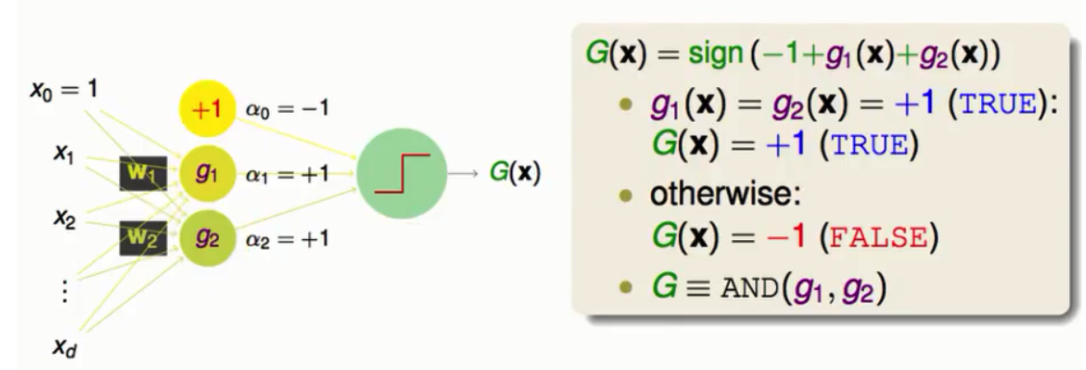 x₀ = 1
x₁
x₂
⋮
x_d
w₁
w₂
+1
g₁
g₂
α₀ = −1
α₁ = +1
α₂ = +1
G(x)
G(x) = sign (−1+g₁(x)+g₂(x))
• g₁(x) = g₂(x) = +1 (TRUE):
G(x) = +1 (TRUE)
• otherwise:
G(x) = −1 (FALSE)
• G ≡ AND(g₁, g₂)